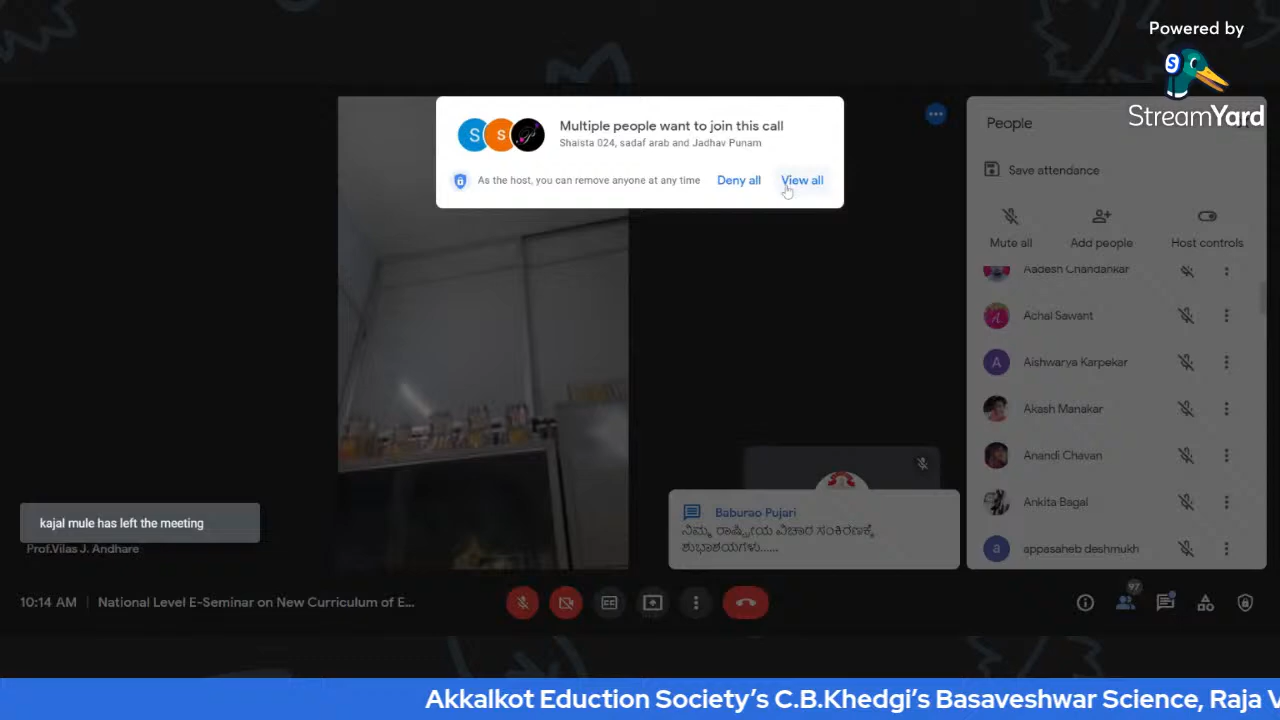 Powered by
StreamYard
Multiple people want to join this call
Shaista 024, sadaf arab and Jadhav Punam
As the host, you can remove anyone at any time
Deny all
View all
S
S
People
Save attendance
Mute all
Add people
Host controls
Aadesh Chandankar
Achal Sawant
A
Aishwarya Karpekar
Akash Manakar
Anandi Chavan
Ankita Bagal
a
appasaheb deshmukh
kajal mule has left the meeting
Prof.Vilas J. Andhare
Baburao Pujari
ನಿಮ್ಮ ರಾಷ್ಟ್ರೀಯ ವಿಚಾರ ಸಂಕಿರಣಕ್ಕೆ
ಶುಭಾಶಯಗಳು......
10:14 AM | National Level E-Seminar on New Curriculum of E...
97
Akkalkot Eduction Society's C.B.Khedgi's Basaveshwar Science, Raja V